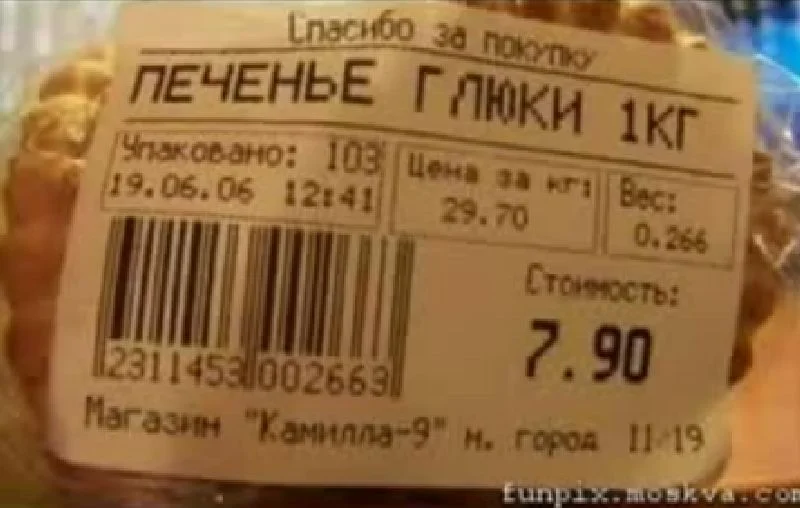 Спасибо за покупку
ПЕЧЕНЬЕ ГЛЮКИ 1КГ
Упаковано: 103
19.06.06 12:41
Цена за кг:
29.70
Вес:
0.266
Стоимость:
7.90
2311453 002663
Магазин "Камилла-9" н. город 11-19
funpix.moskva.com